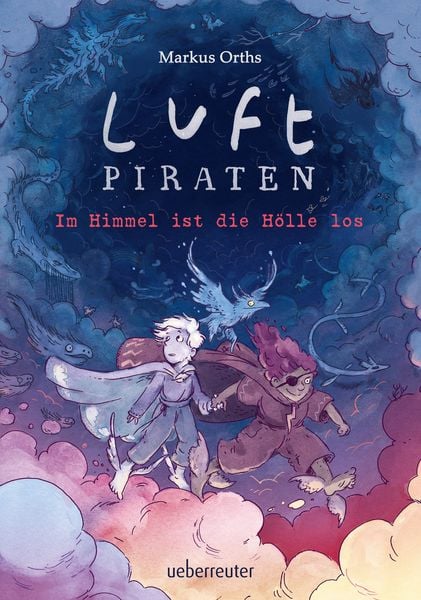 Markus Orths
Luft
PIRATEN
Im Himmel ist die Hölle los
ueberreuter